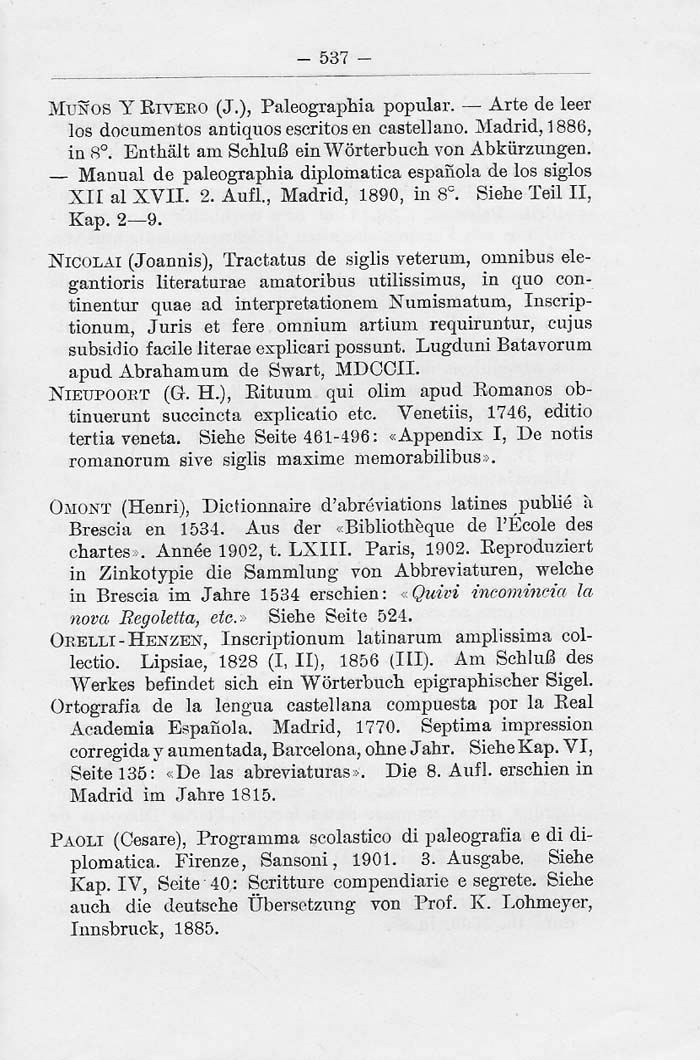 — 537 —
MUÑOS Y RIVERO (J.), Paleographia popular. — Arte de leer
los documentos antiquos escritos en castellano. Madrid, 1886,
in 8°. Enthält am Schluß ein Wörterbuch von Abkürzungen.
— Manual de paleographia diplomatica española de los siglos
XII al XVII. 2. Aufl., Madrid, 1890, in 8°. Siehe Teil II,
Kap. 2—9.
NICOLAI (Joannis), Tractatus de siglis veterum, omnibus ele-
gantioris literaturae amatoribus utilissimus, in quo con-
tinentur quae ad interpretationem Numismatum, Inscrip-
tionum, Juris et fere omnium artium requiruntur, cujus
subsidio facile literae explicari possunt. Lugduni Batavorum
apud Abrahamum de Swart, MDCCII.
NIEUPOORT (G. H.), Rituum qui olim apud Romanos ob-
tinuerunt succincta explicatio etc. Venetiis, 1746, editio
tertia veneta. Siehe Seite 461-496: «Appendix I, De notis
romanorum sive siglis maxime memorabilibus».
OMONT (Henri), Dictionnaire d'abréviations latines publié à
Brescia en 1534. Aus der «Bibliothèque de l'École des
chartes». Année 1902, t. LXIII. Paris, 1902. Reproduziert
in Zinkotypie die Sammlung von Abbreviaturen, welche
in Brescia im Jahre 1534 erschien: «Quivi incomincia la
nova Regoletta, etc.» Siehe Seite 524.
ORELLI-HENZEN, Inscriptionum latinarum amplissima col-
lectio. Lipsiae, 1828 (I, II), 1856 (III). Am Schluß des
Werkes befindet sich ein Wörterbuch epigraphischer Sigel.
Ortografia de la lengua castellana compuesta por la Real
Academia Española. Madrid, 1770. Septima impression
corregida y aumentada, Barcelona, ohne Jahr. Siehe Kap. VI,
Seite 135: «De las abreviaturas». Die 8. Aufl. erschien in
Madrid im Jahre 1815.
PAOLI (Cesare), Programma scolastico di paleografia e di di-
plomatica. Firenze, Sansoni, 1901. 3. Ausgabe. Siehe
Kap. IV, Seite 40: Scritture compendiarie e segrete. Siehe
auch die deutsche Übersetzung von Prof. K. Lohmeyer,
Innsbruck, 1885.